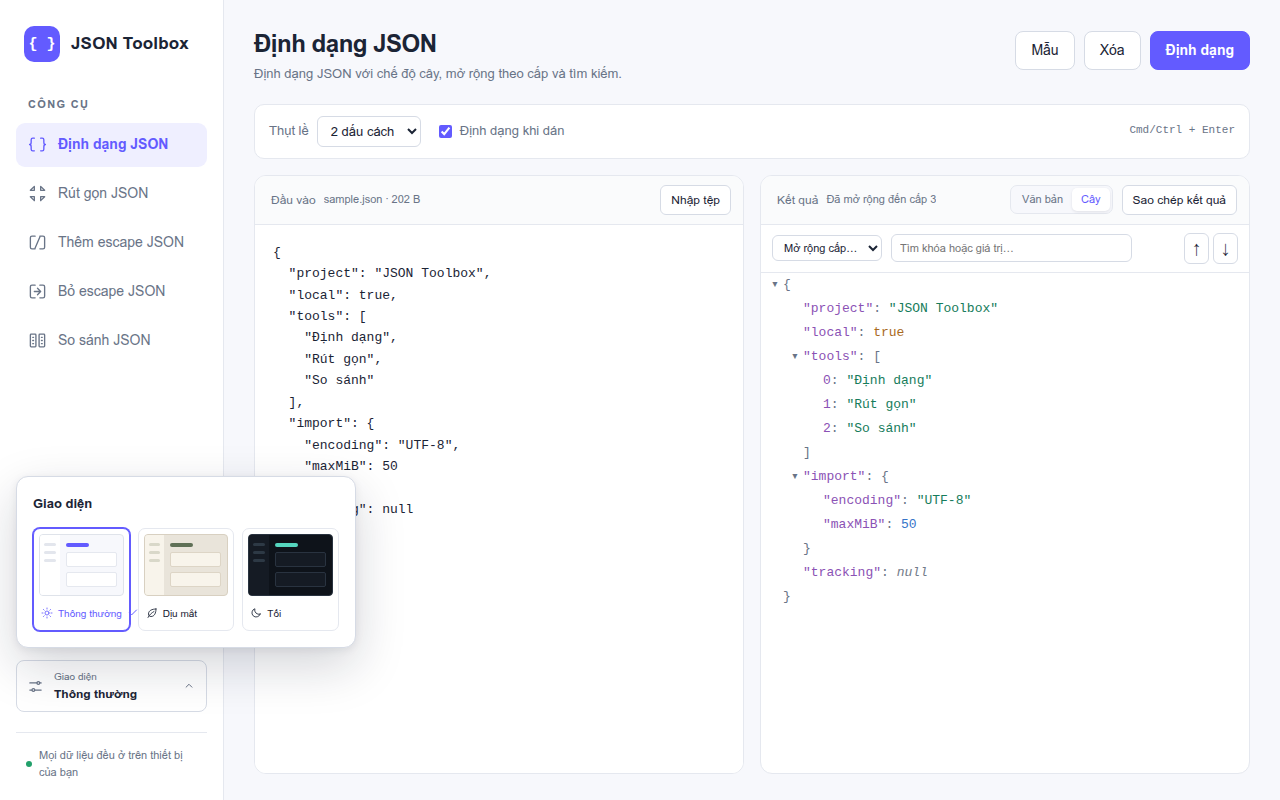 { } JSON Toolbox
CÔNG CỤ
Định dạng JSON
Rút gọn JSON
Thêm escape JSON
Bỏ escape JSON
So sánh JSON
Giao diện
Thông thường
Dịu mắt
Tối
Giao diện
Thông thường
Mọi dữ liệu đều ở trên thiết bị
của bạn
Định dạng JSON
Định dạng JSON với chế độ cây, mở rộng theo cấp và tìm kiếm.
Mẫu
Xóa
Định dạng
Thụt lề
2 dấu cách
Định dạng khi dán
Cmd/Ctrl + Enter
Đầu vào sample.json · 202 B
Nhập tệp
{
"project": "JSON Toolbox",
"local": true,
"tools": [
"Định dạng",
"Rút gọn",
"So sánh"
],
"import": {
"encoding": "UTF-8",
"maxMiB": 50
": null
Kết quả Đã mở rộng đến cấp 3
Văn bản
Cây
Sao chép kết quả
Mở rộng cấp…
Tìm khóa hoặc giá trị…
↑ ↓
▼ {
"project": "JSON Toolbox"
"local": true
▼ "tools": [
0: "Định dạng"
1: "Rút gọn"
2: "So sánh"
]
▼ "import": {
"encoding": "UTF-8"
"maxMiB": 50
}
"tracking": null
}